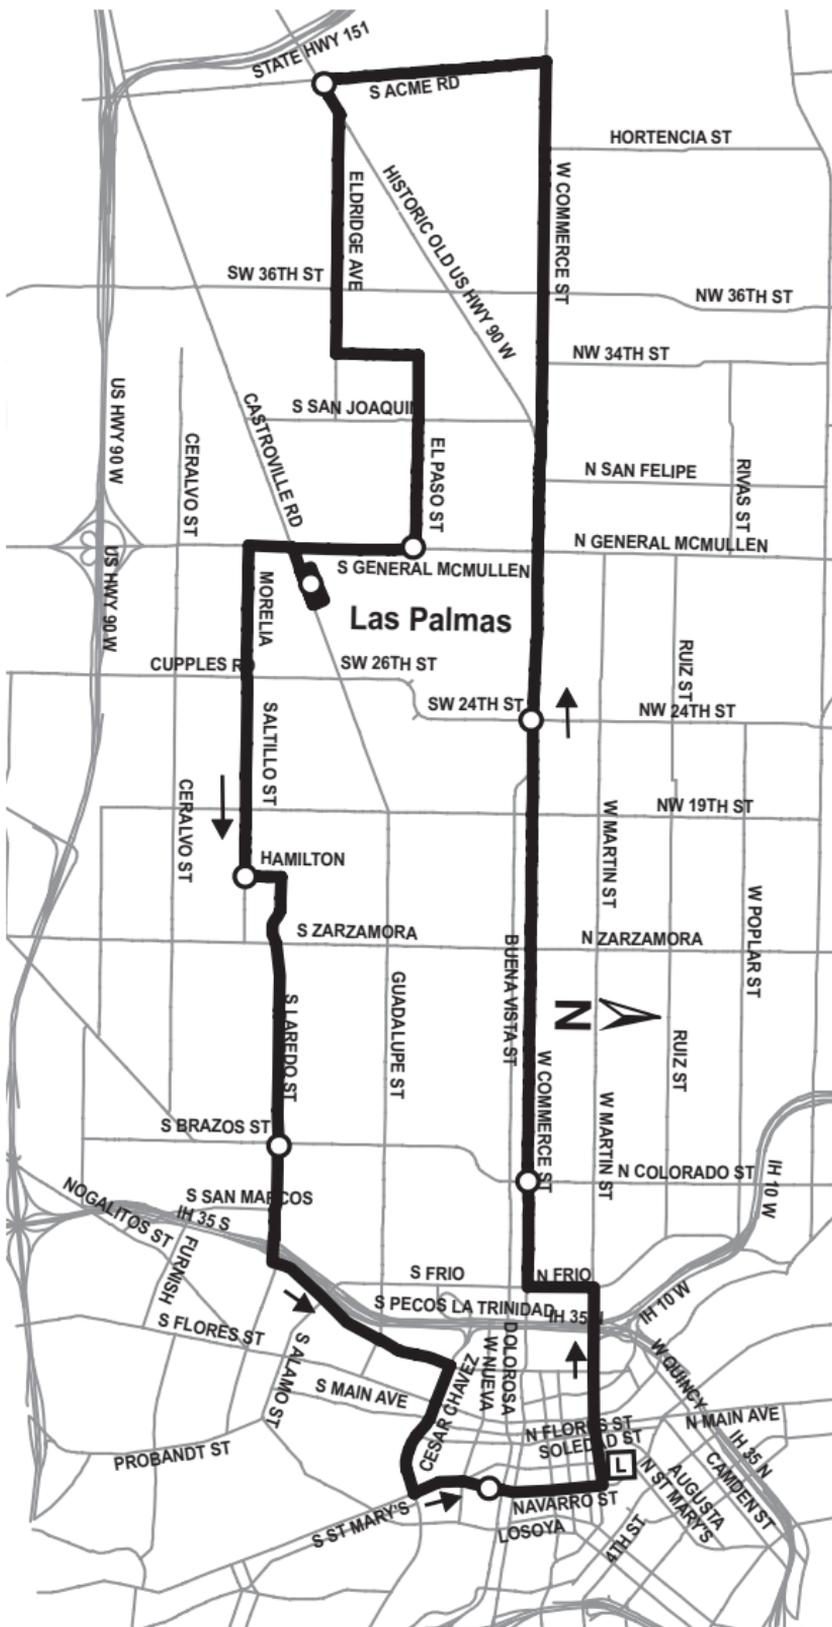 STATE HWY 151
S ACME RD
HORTENCIA ST
W COMMERCE ST
ELDRIDGE AVE
HISTORIC OLD US HWY 90 W
SW 36TH ST
NW 36TH ST
NW 34TH ST
US HWY 90 W
CASTROVILLE RD
S SAN JOAQUIN
CERALVO ST
EL PASO ST
N SAN FELIPE
RIVAS ST
N GENERAL MCMULLEN
US HWY 90 W
S GENERAL MCMULLEN
MORELIA
Las Palmas
CUPPLES RD
SW 26TH ST
RUIZ ST
SW 24TH ST
NW 24TH ST
SALTILLO ST
CERALVO ST
NW 19TH ST
W MARTIN ST
HAMILTON
W POPLAR ST
S ZARZAMORA
N ZARZAMORA
BUENA VISTA ST
GUADALUPE ST
S LAREDO ST
N
RUIZ ST
W COMMERCE ST
W MARTIN ST
S BRAZOS ST
N COLORADO ST
IH 10 W
NOGALITOS ST
S SAN MARCOS
IH 35 S
FURNISH
S FRIO
N FRIO
S PECOS LA TRINIDAD
IH 35 N
IH 10 W
S FLORES ST
S ALAMO ST
DOLOROSA
W NUEVA
CESAR CHAVEZ
W QUINCY
S MAIN AVE
N FLORES ST
N MAIN AVE
SOLEDAD ST
IH 35 N
PROBANDT ST
L
N ST MARY'S
AUGUSTA
CAMDEN ST
NAVARRO ST
S ST MARY'S
LOSOYA
4TH ST